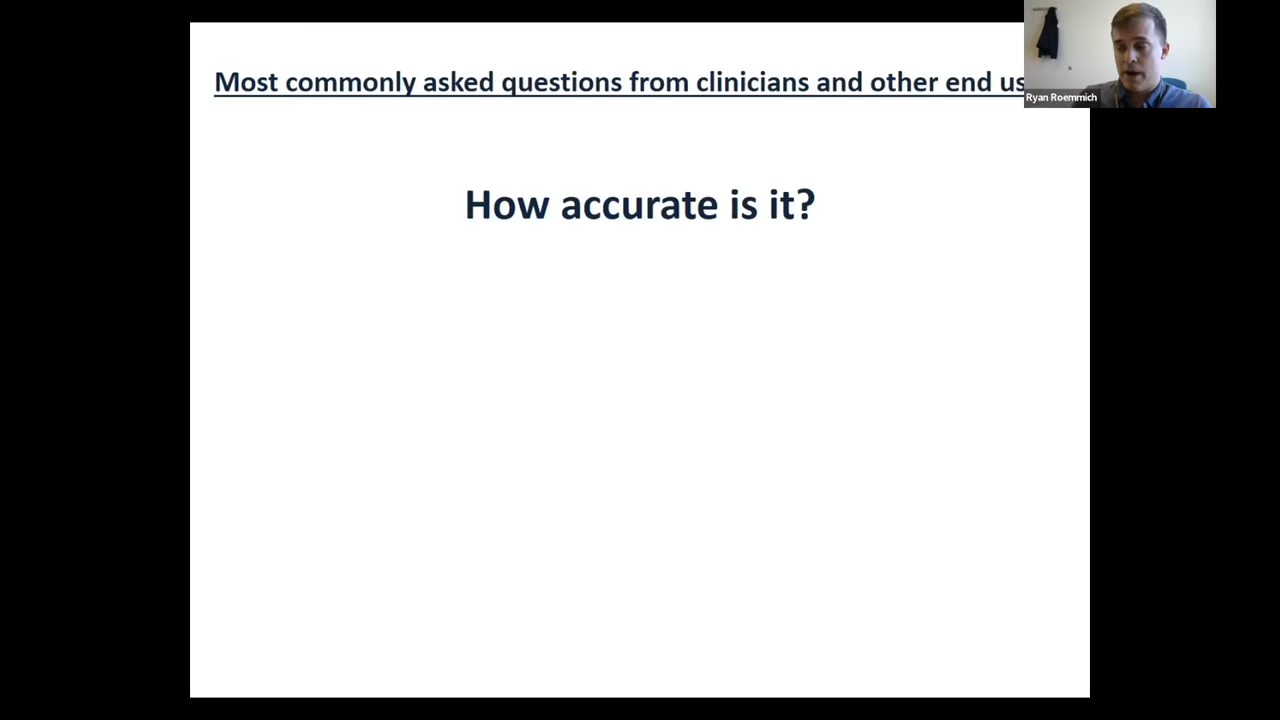 Most commonly asked questions from clinicians and other end us
Ryan Roemmich
How accurate is it?